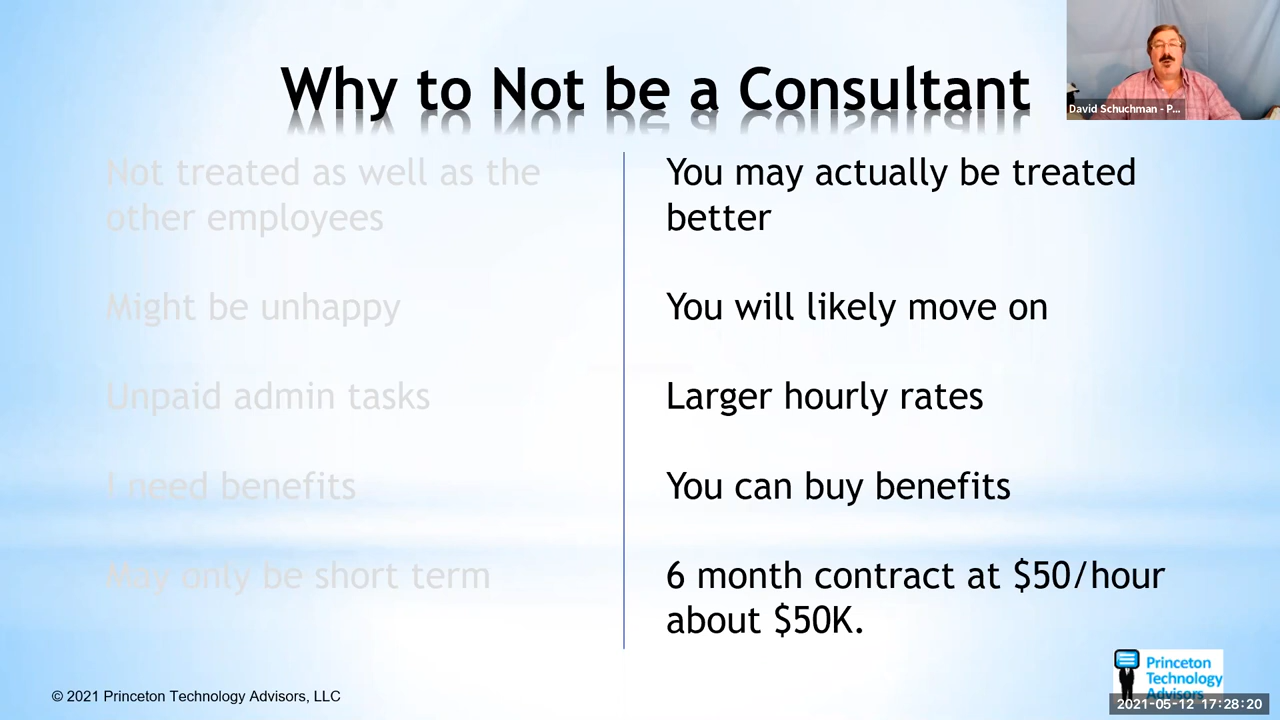 Why to Not be a Consultant
David Schuchman - P...
Not treated as well as the
other employees
Might be unhappy
Unpaid admin tasks
I need benefits
May only be short term
You may actually be treated
better
You will likely move on
Larger hourly rates
You can buy benefits
6 month contract at $50/hour
about $50K.
© 2021 Princeton Technology Advisors, LLC
Princeton
Technology
Advisors
2021-05-12 17:28:20